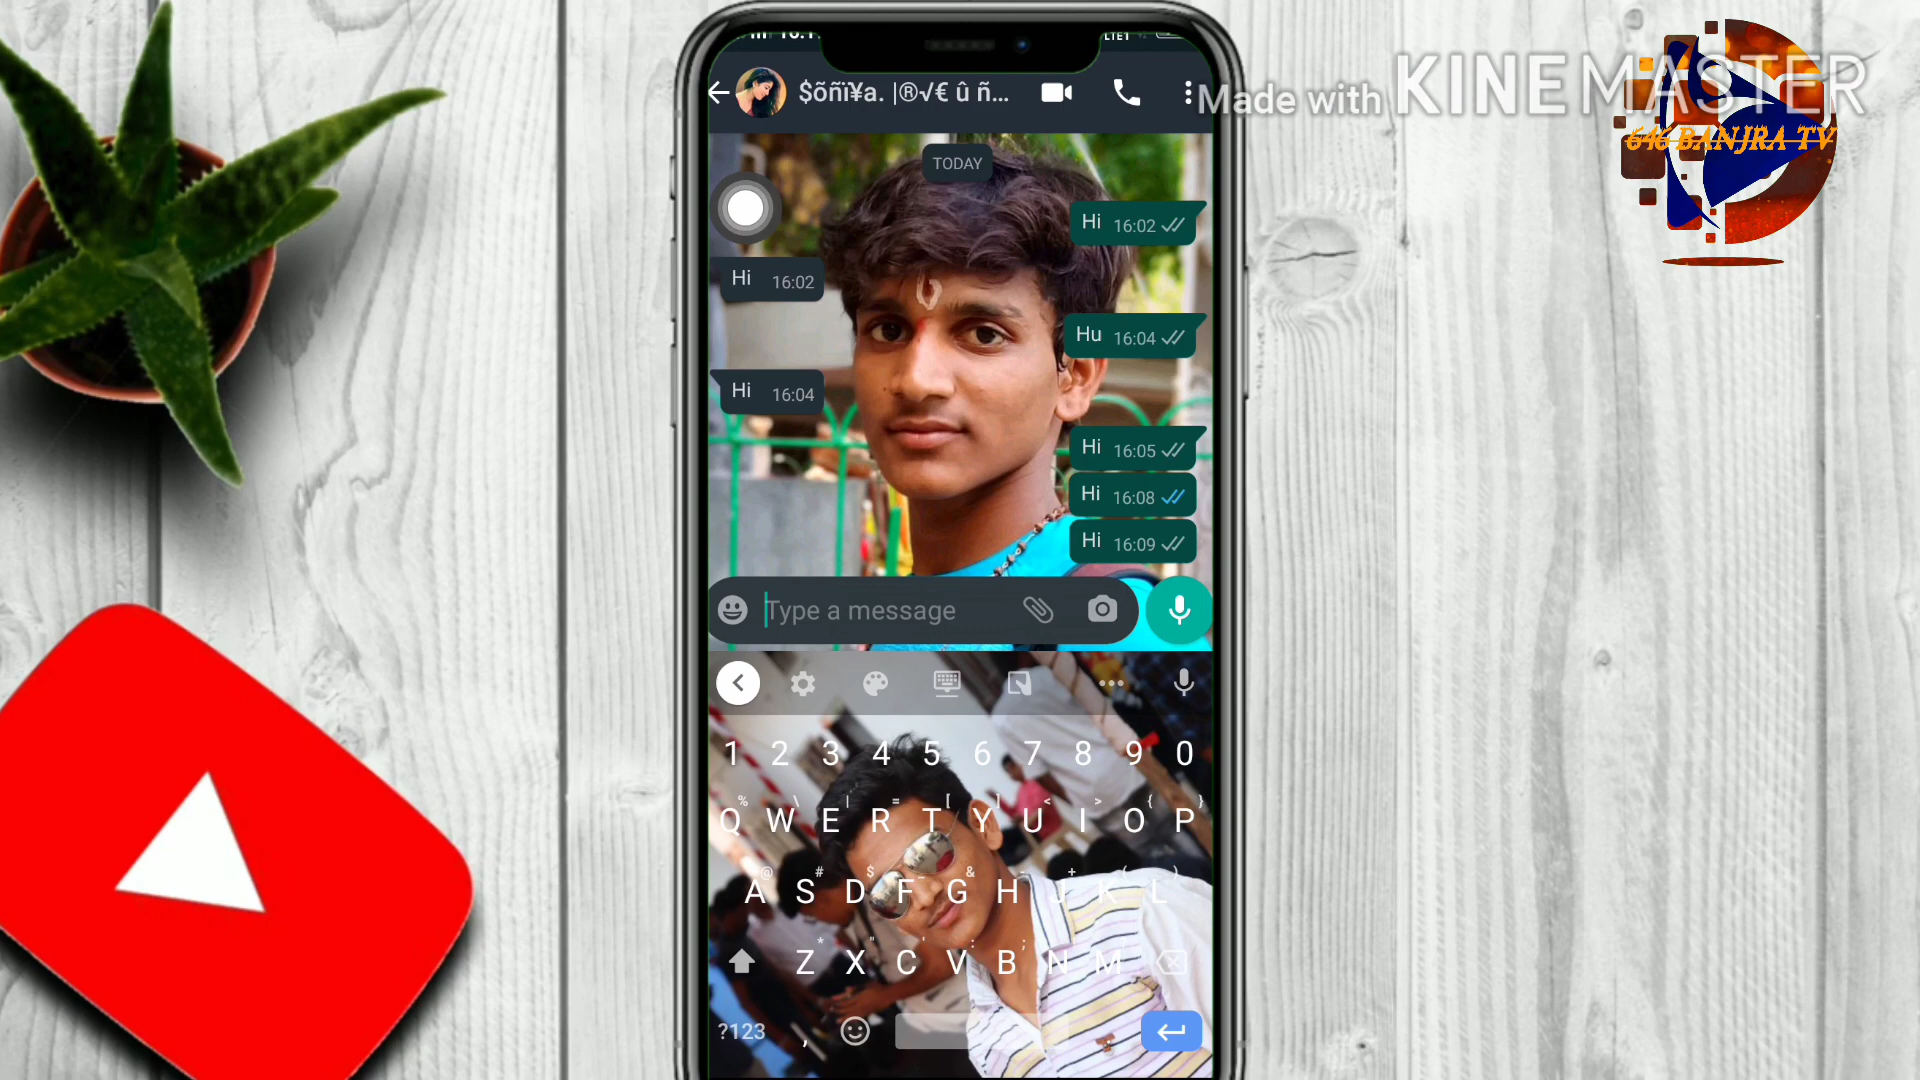 $õñï¥a. |®√€ û ñ...
Made with KINEMASTER
646 BANJRA TV
TODAY
Hi 16:02
Hi 16:02
Hu 16:04
Hi 16:04
Hi 16:05
Hi 16:08
Hi 16:09
Type a message
1 2 3 4 5 6 7 8 9 0
% \ | = [ ] < > { }
Q W E R T Y U I O P
@ # $ _ & - + ( )
A S D F G H J K L
* " ' : ; /
Z X C V B N M
?123 ,